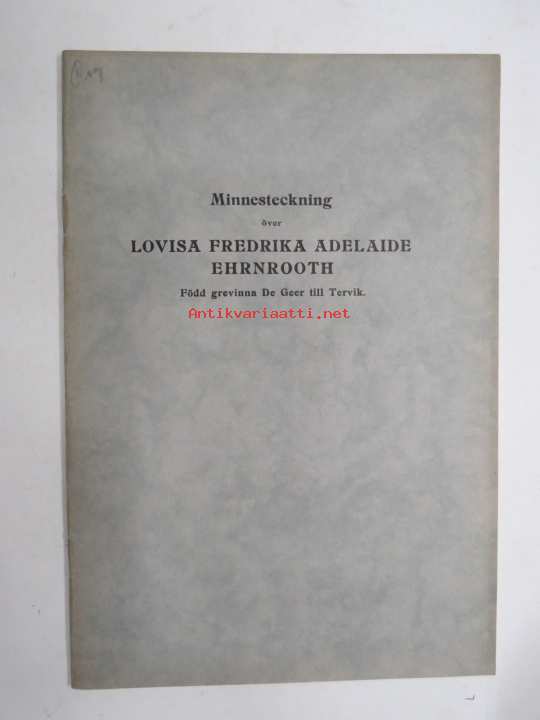 Minnesteckning
över
LOVISA FREDRIKA ADELAIDE
EHRNROOTH
Född grevinna De Geer till Tervik.
Antikvariaatti.net